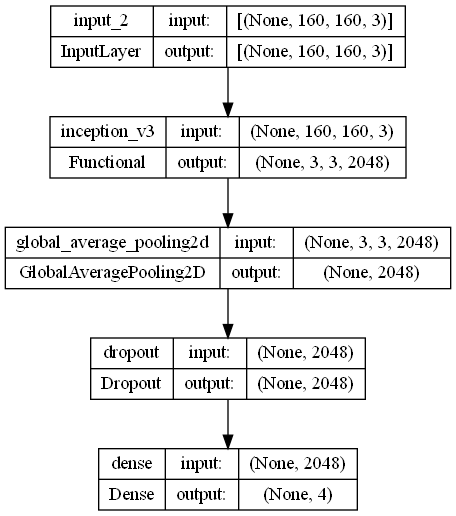 input_2 input: [(None, 160, 160, 3)]
InputLayer output: [(None, 160, 160, 3)]
inception_v3 input: (None, 160, 160, 3)
Functional output: (None, 3, 3, 2048)
global_average_pooling2d input: (None, 3, 3, 2048)
GlobalAveragePooling2D output: (None, 2048)
dropout input: (None, 2048)
Dropout output: (None, 2048)
dense input: (None, 2048)
Dense output: (None, 4)